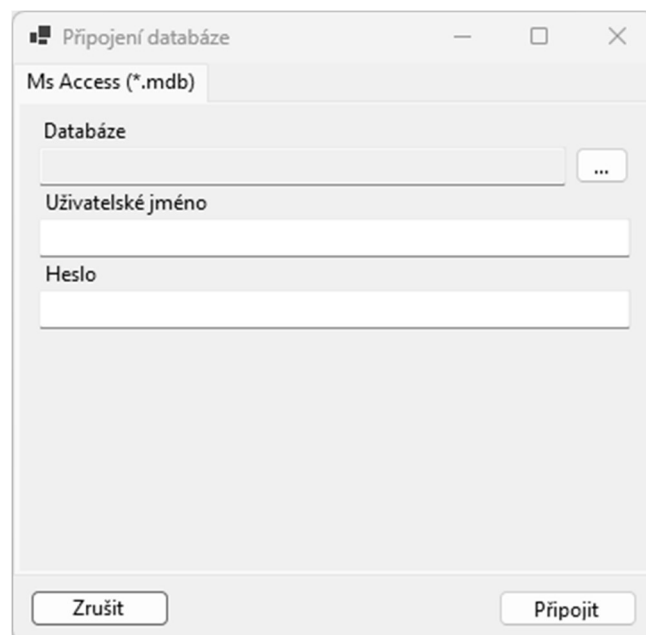 Připojení databáze
Ms Access (*.mdb)
Databáze
...
Uživatelské jméno
Heslo
Zrušit
Připojit